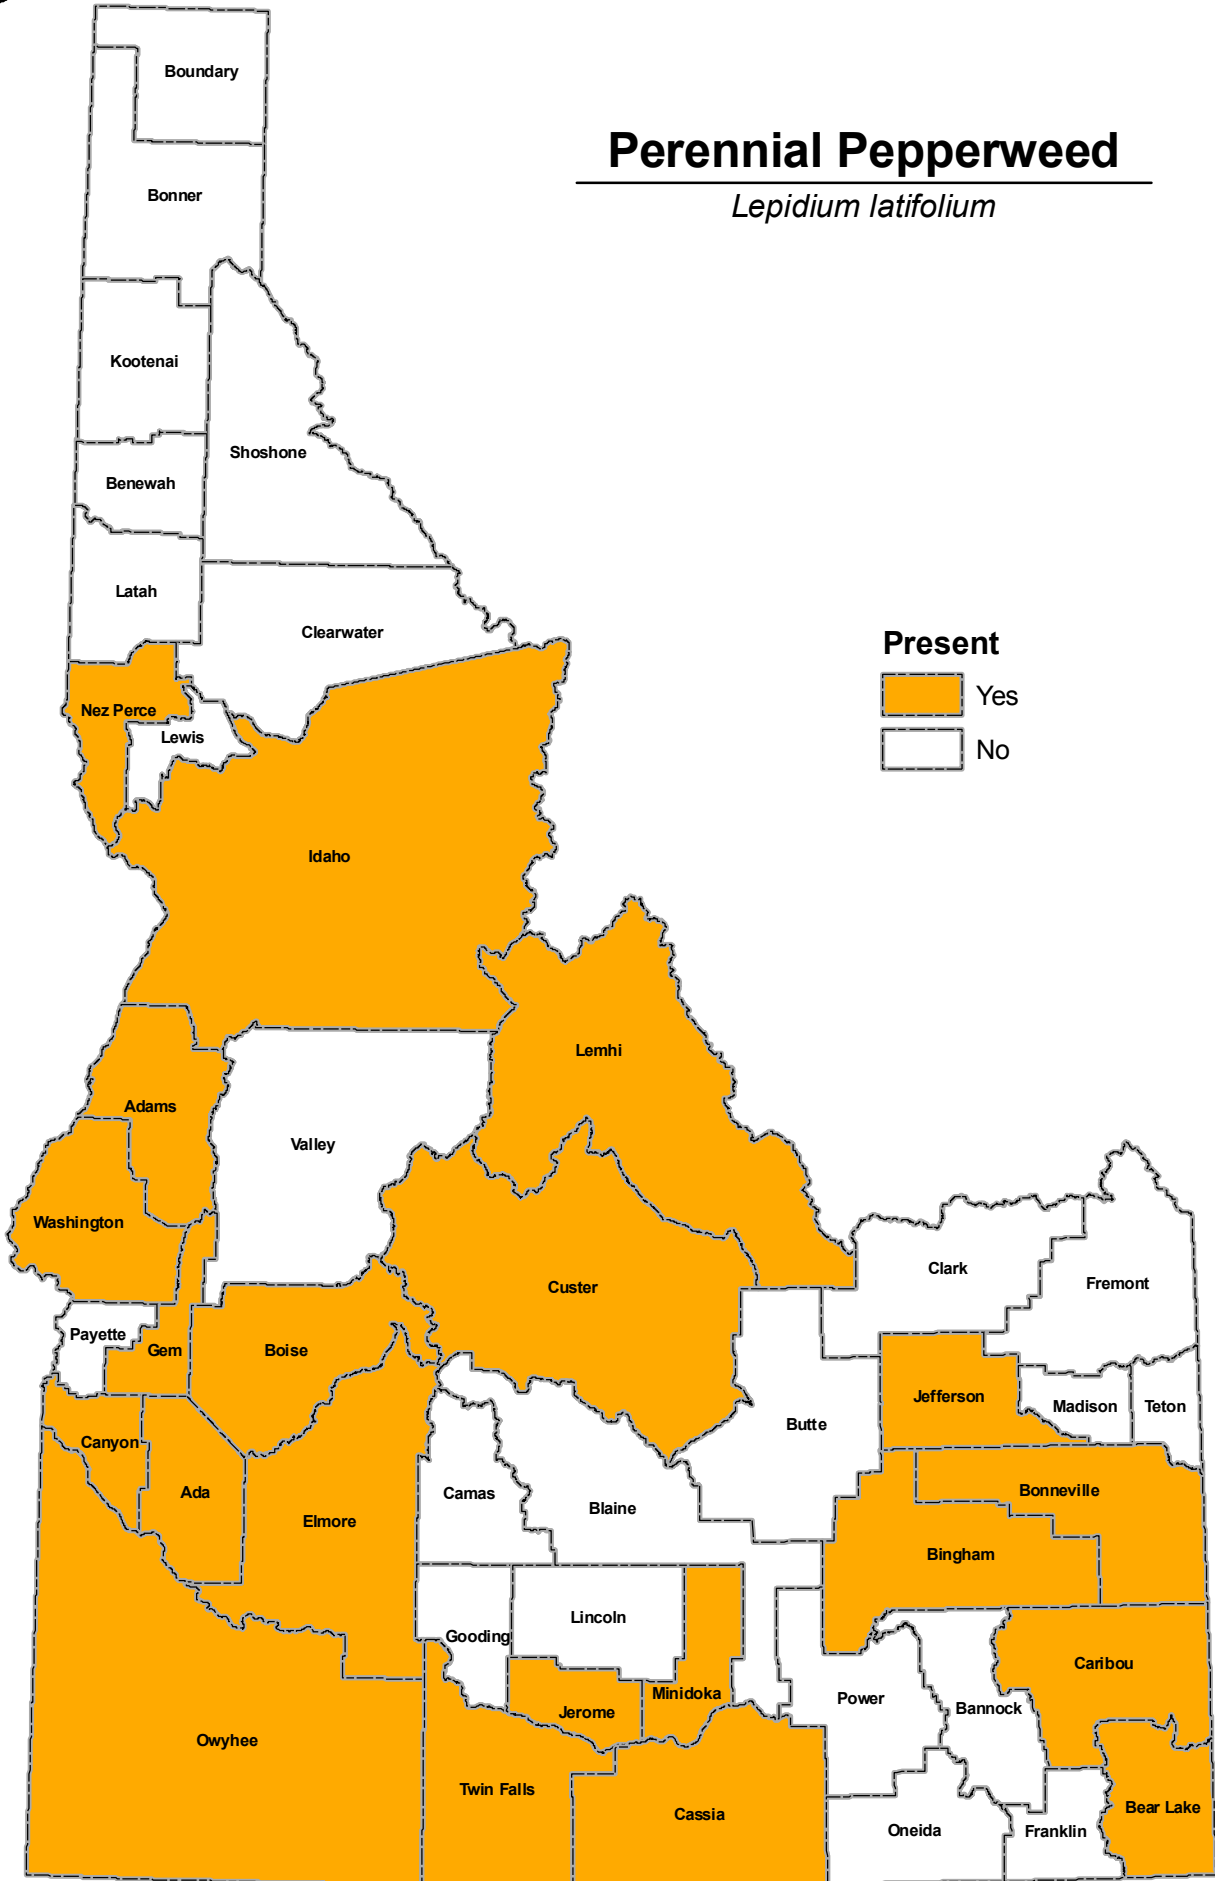 Boundary
Perennial Pepperweed
Bonner
Lepidium latifolium
Kootenai
Shoshone
Benewah
Latah
Clearwater
Present
Yes
No
Nez Perce
Lewis
Idaho
Lemhi
Adams
Valley
Washington
Clark
Fremont
Custer
Payette
Gem
Boise
Jefferson
Madison
Teton
Butte
Canyon
Ada
Camas
Blaine
Bonneville
Elmore
Bingham
Lincoln
Gooding
Caribou
Minidoka
Power
Bannock
Jerome
Owyhee
Twin Falls
Cassia
Bear Lake
Oneida
Franklin